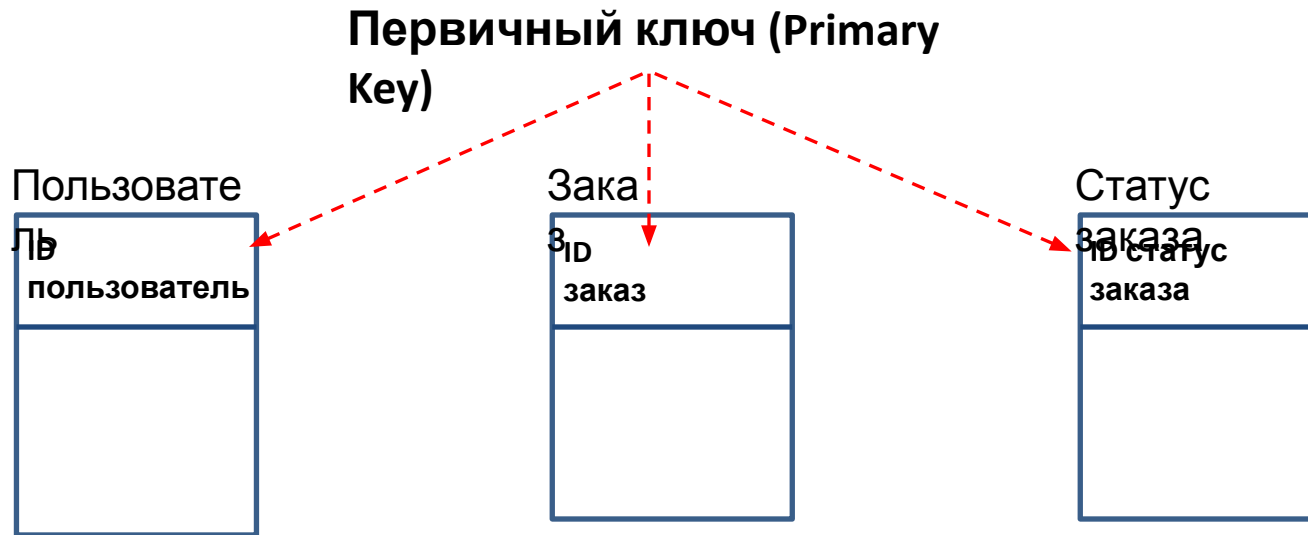 Первичный ключ (Primary
Key)
Пользовате
ль
ID
пользователь
Зака
з
ID
заказ
Статус
заказа
ID статус
заказа